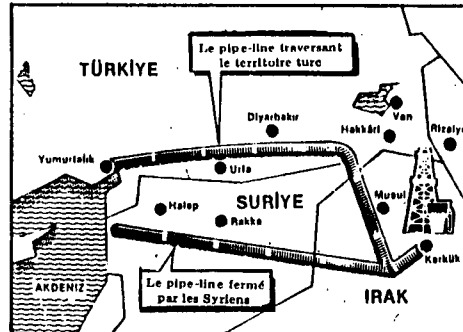 Le pipe-line traversant
le territoire turc
TÜRKİYE
Van
Diyarbakır
Hakkâri
Rizaiye
Yumurtalık
Urfa
SURİYE
Musul
Halep
Rakka
Kerkük
AKDENİZ
Le pipe-line fermé
par les Syriens
IRAK